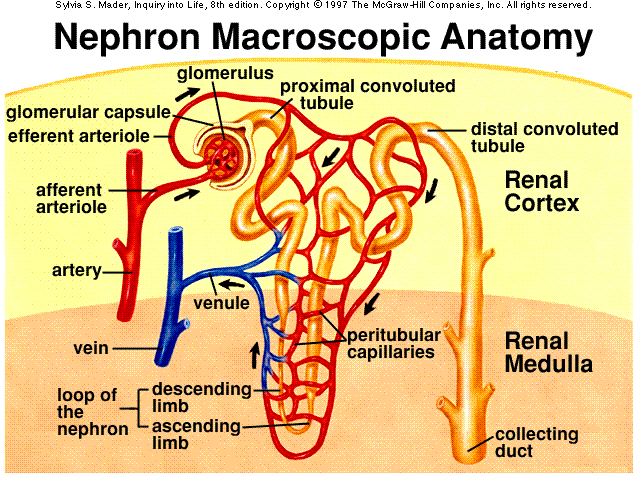 Sylvia S. Mader, Inquiry into Life, 8th edition. Copyright © 1997 The McGraw-Hill Companies, Inc. All rights reserved.
Nephron Macroscopic Anatomy
glomerulus
proximal convoluted
tubule
glomerular capsule
efferent arteriole
distal convoluted
tubule
afferent
arteriole
Renal
Cortex
artery
venule
vein
peritubular
capillaries
Renal
Medulla
loop of
the
nephron
descending
limb
ascending
limb
collecting
duct